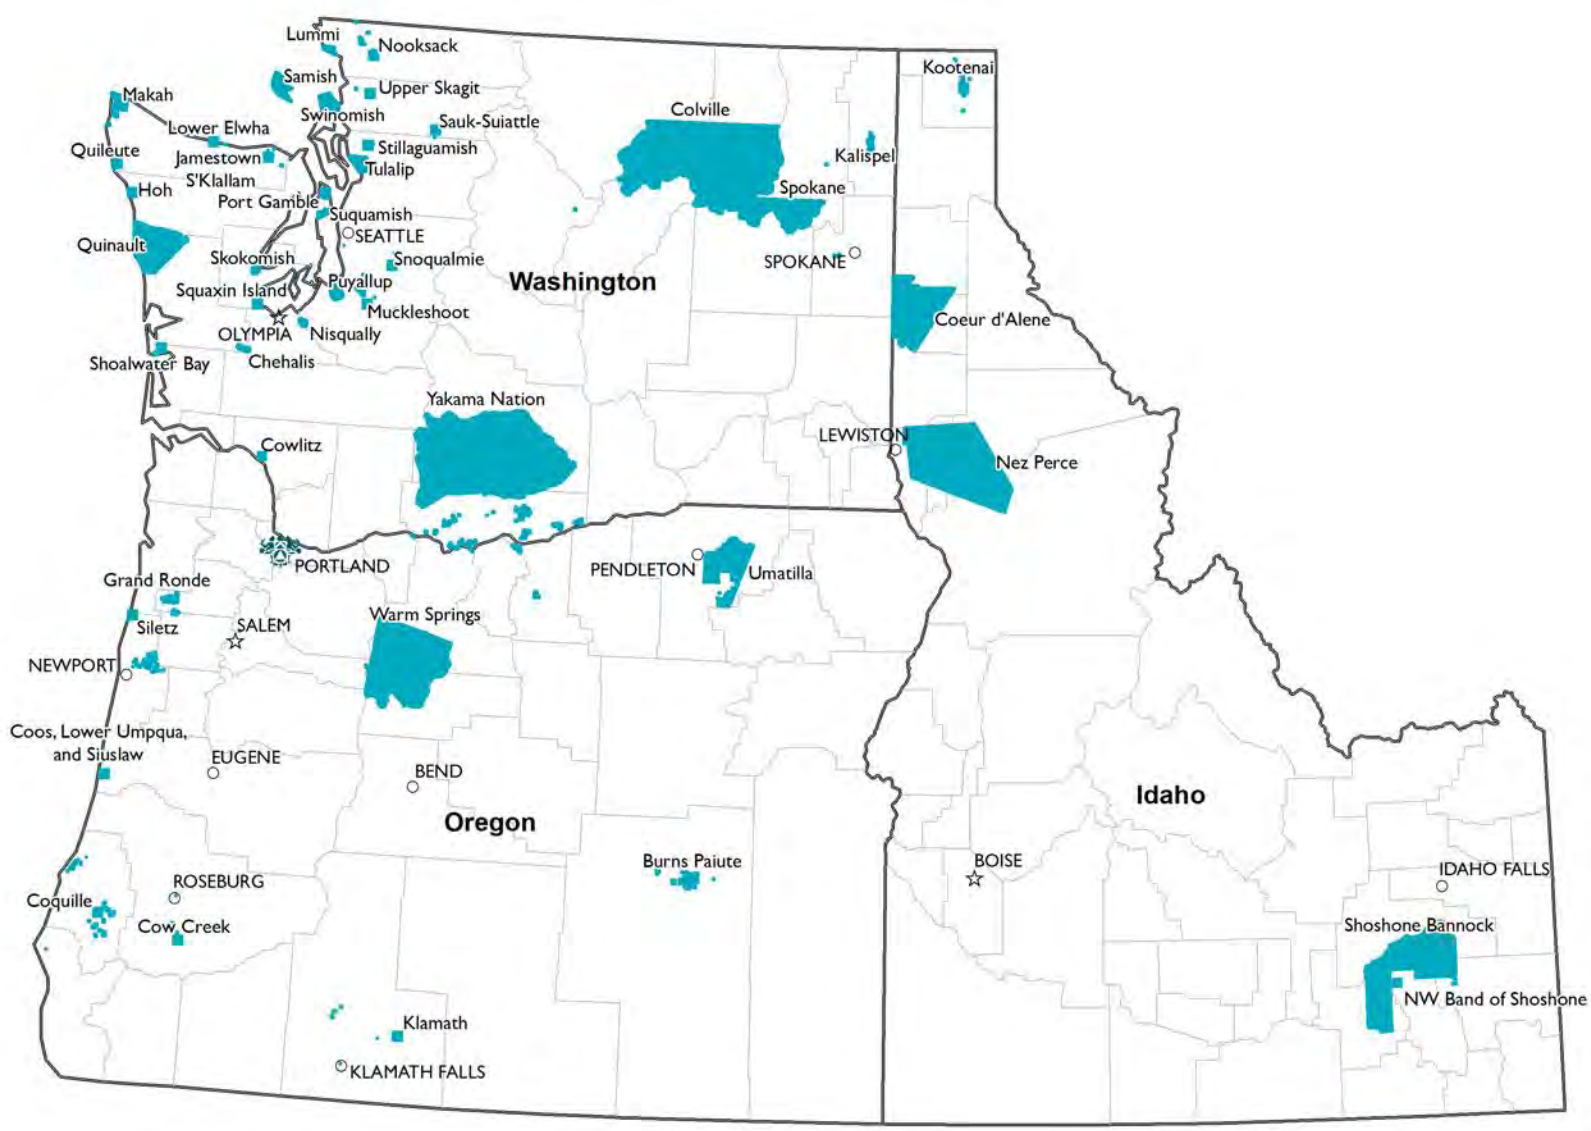 Lummi
Nooksack
Kootenai
Samish
Upper Skagit
Makah
Swinomish
Colville
Lower Elwha
Sauk-Suiattle
Quileute
Jamestown
S'Klallam
Stillaguamish
Tulalip
Kalispel
Hoh
Port Gamble
Spokane
Suquamish
SEATTLE
Quinault
Skokomish
Snoqualmie
SPOKANE
Washington
Squaxin Island
Puyallup
Muckleshoot
Coeur d'Alene
OLYMPIA
Nisqually
Shoalwater Bay
Chehalis
Yakama Nation
LEWISTON
Cowlitz
Nez Perce
PORTLAND
PENDLETON
Umatilla
Grand Ronde
Siletz
SALEM
Warm Springs
NEWPORT
Coos, Lower Umpqua,
and Siuslaw
EUGENE
BEND
Idaho
Oregon
Burns Paiute
BOISE
IDAHO FALLS
ROSEBURG
Coquille
Cow Creek
Shoshone Bannock
NW Band of Shoshone
Klamath
KLAMATH FALLS